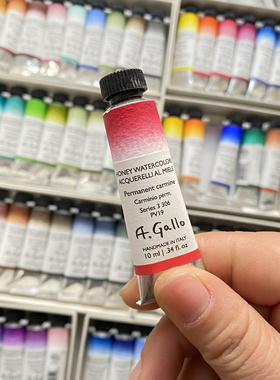 HONEY WATERCOLORS
ACQUERELLI AL MIELE
Permanent carmine
Carminio perm.
Series 3 306
PV19
A.Gallo
HANDMADE IN ITALY
10 ml | .34 fl.oz